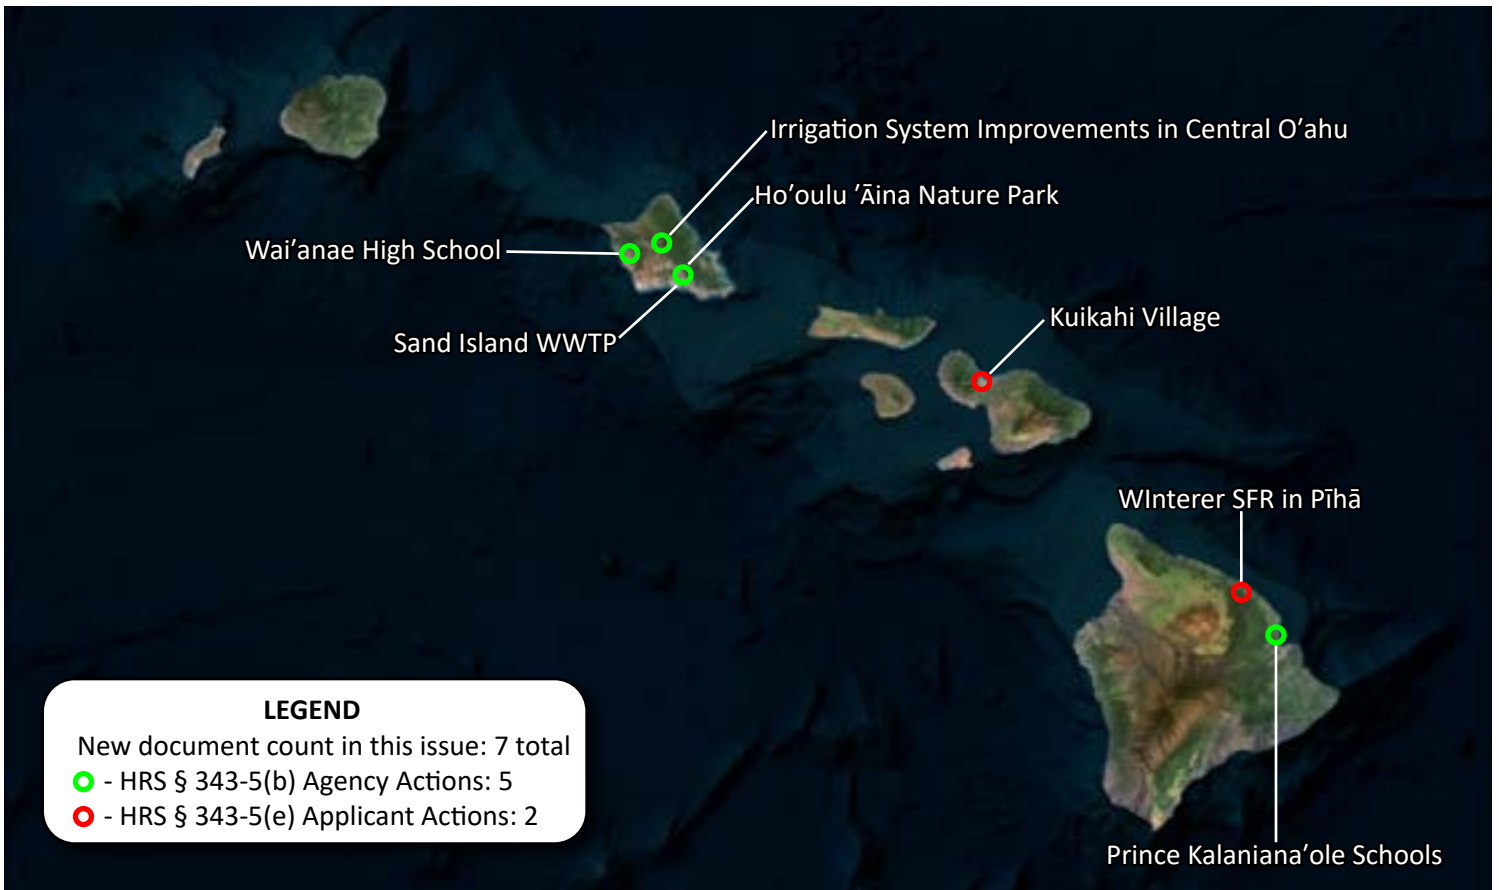 Irrigation System Improvements in Central O'ahu
Ho'oulu 'Āina Nature Park
Wai'anae High School
Sand Island WWTP
Kuikahi Village
WInterer SFR in Pīhā
LEGEND
New document count in this issue: 7 total
- HRS § 343-5(b) Agency Actions: 5
- HRS § 343-5(e) Applicant Actions: 2
Prince Kalaniana'ole Schools